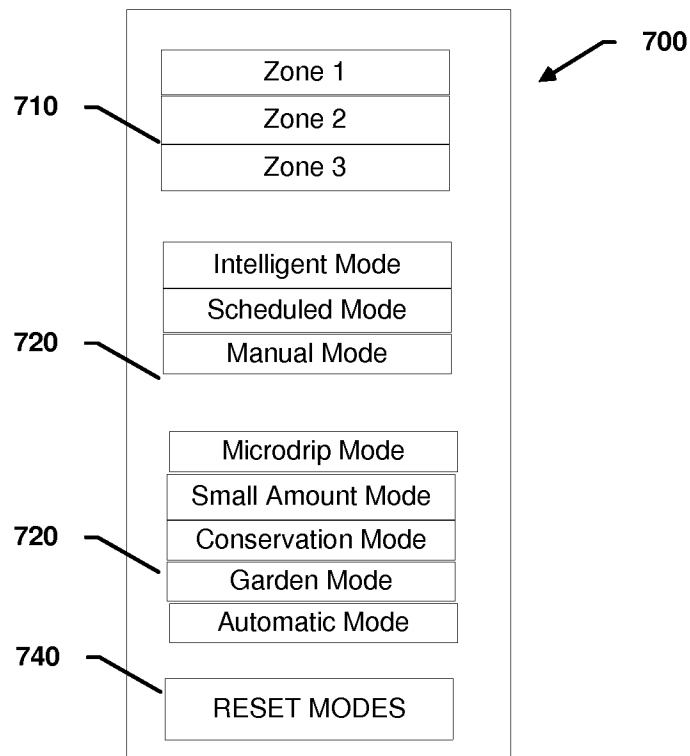 700
Zone 1
710
Zone 2
Zone 3
Intelligent Mode
Scheduled Mode
720
Manual Mode
Microdrip Mode
Small Amount Mode
720
Conservation Mode
Garden Mode
Automatic Mode
740
RESET MODES